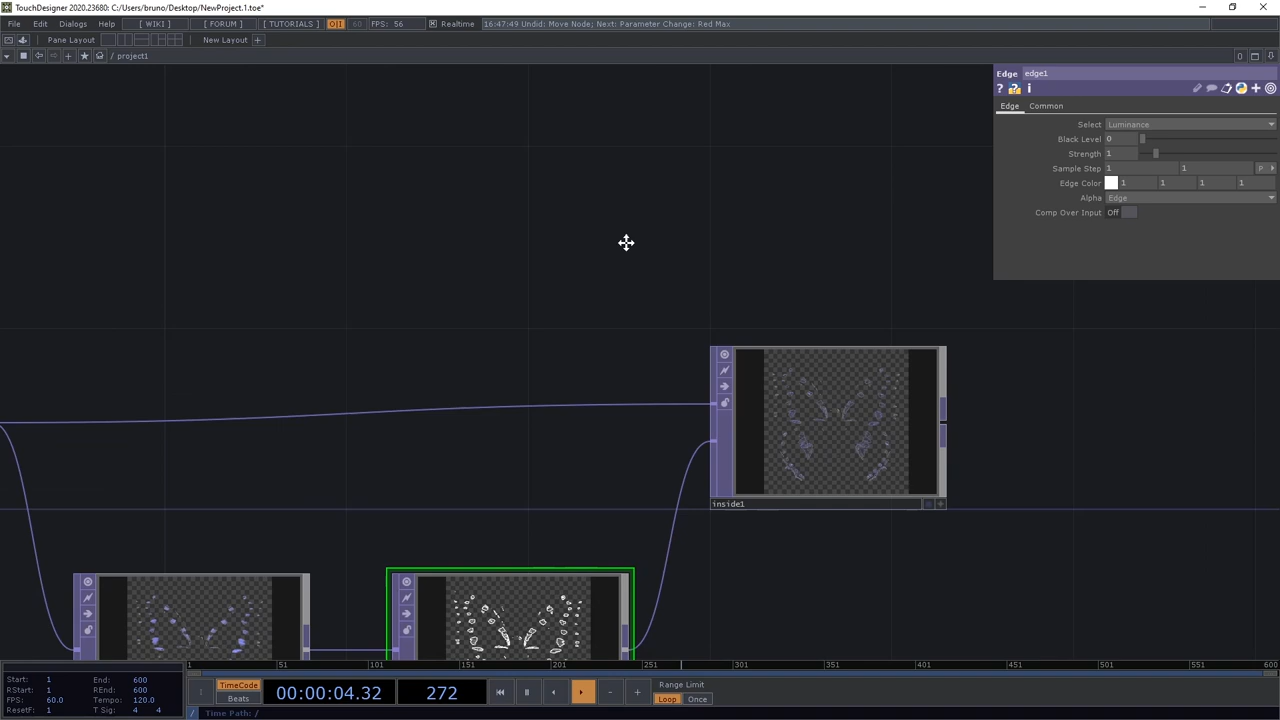 TouchDesigner 2020.23680: C:/Users/bruno/Desktop/NewProject.1.toe*
File Edit Dialogs Help [ WIKI ] [ FORUM ] [ TUTORIALS ] O|I 60 FPS: 56 Realtime 16:47:49 Undid: Move Node; Next: Parameter Change: Red Max
Pane Layout New Layout +
/ project1 0
Edge edge1
? i
Edge Common
Select Luminance
Black Level 0
Strength 1
Sample Step 1 1 P
Edge Color 1 1 1 1
Alpha Edge
Comp Over Input Off
inside1
1 51 101 151 201 251 301 351 401 451 501 551 600
Start: 1 End: 600
RStart: 1 REnd: 600
FPS: 60.0 Tempo: 120.0
ResetF: 1 T Sig: 4 4
TimeCode
Beats
00:00:04.32 272
Range Limit
Loop Once
/ Time Path: /